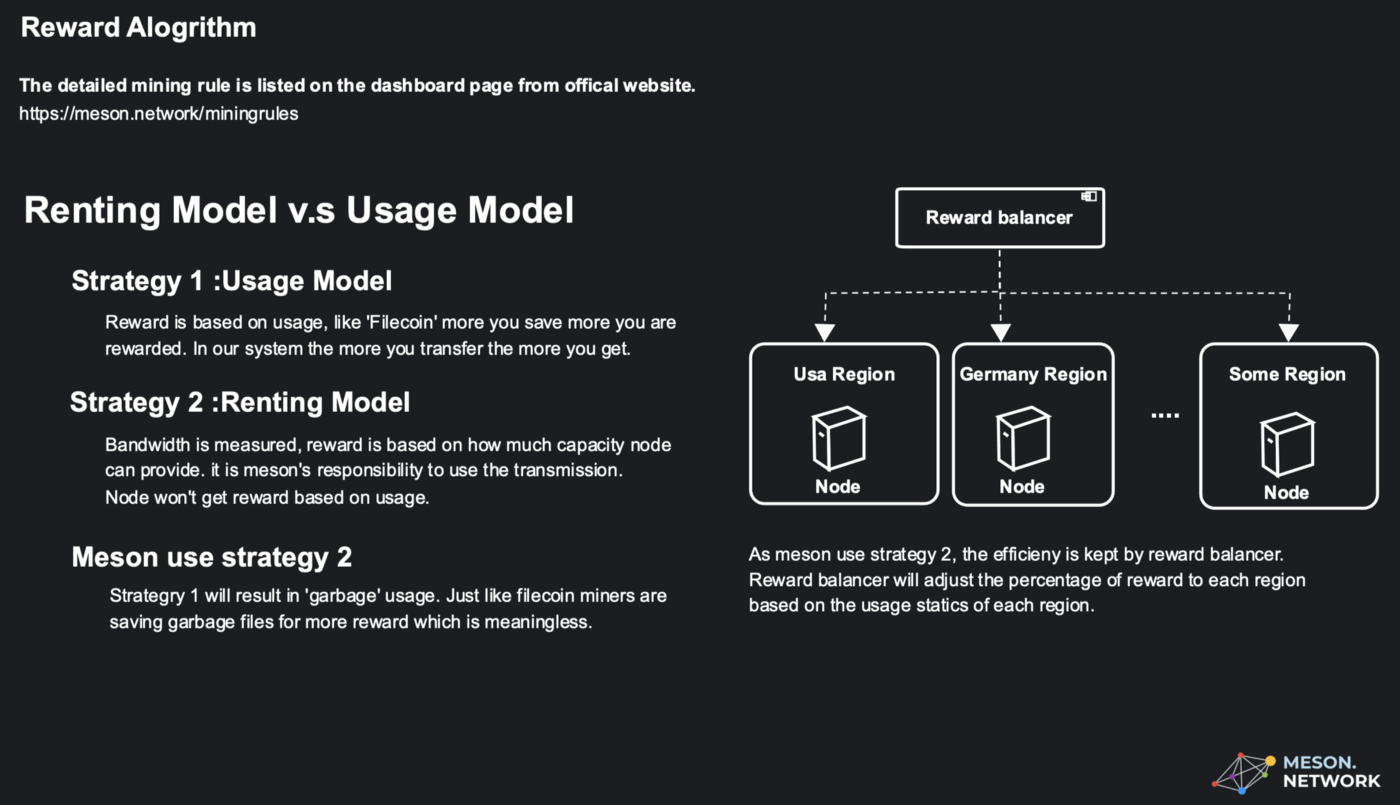 Reward Alogrithm
The detailed mining rule is listed on the dashboard page from offical website.
https://meson.network/miningrules
Renting Model v.s Usage Model
Strategy 1 :Usage Model
Reward is based on usage, like 'Filecoin' more you save more you are
rewarded. In our system the more you transfer the more you get.
Strategy 2 :Renting Model
Bandwidth is measured, reward is based on how much capacity node
can provide. it is meson's responsibility to use the transmission.
Node won't get reward based on usage.
Meson use strategy 2
Strategry 1 will result in 'garbage' usage. Just like filecoin miners are
saving garbage files for more reward which is meaningless.
Reward balancer
Usa Region
Node
Germany Region
Node
....
Some Region
Node
As meson use strategy 2, the efficieny is kept by reward balancer.
Reward balancer will adjust the percentage of reward to each region
based on the usage statics of each region.
MESON.
NETWORK